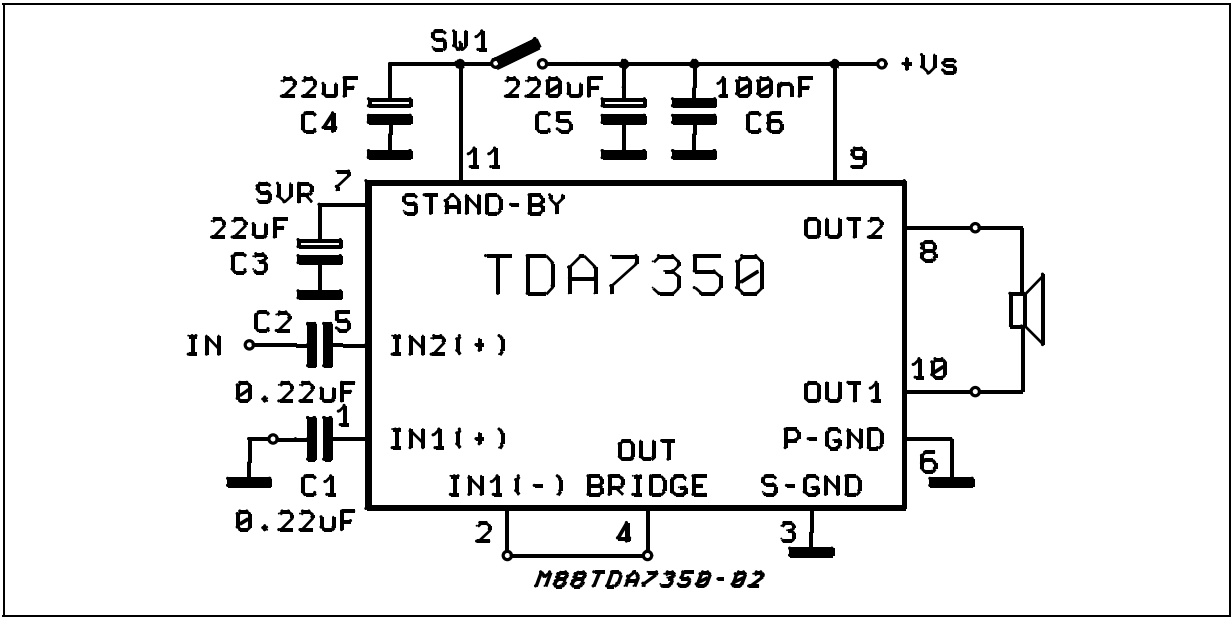 SW1
+Vs
22uF
220uF
100nF
C4
C5
C6
11
9
7
SVR
STAND-BY
22uF
OUT2
8
C3
TDA7350
C2
5
IN
IN2(+)
10
0.22uF
OUT1
1
IN1(+)
OUT
P-GND
6
C1
IN1(-)
BRIDGE
S-GND
0.22uF
2
4
3
M88TDA7350-02